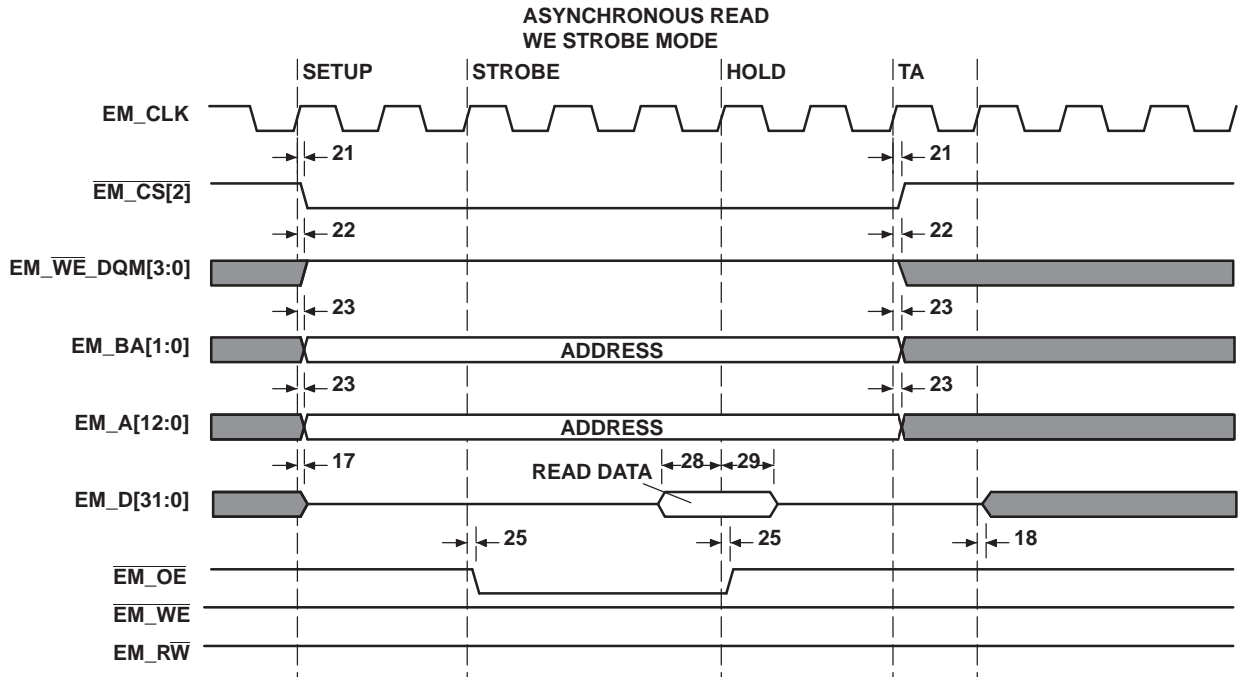 ASYNCHRONOUS READ
WE STROBE MODE
SETUP STROBE HOLD TA
EM_CLK
21 21
EM_CS[2]
22 22
EM_WE_DQM[3:0]
23 23
EM_BA[1:0] ADDRESS
23 23
EM_A[12:0] ADDRESS
17 28 29
READ DATA
EM_D[31:0]
25 25 18
EM_OE
EM_WE
EM_RW